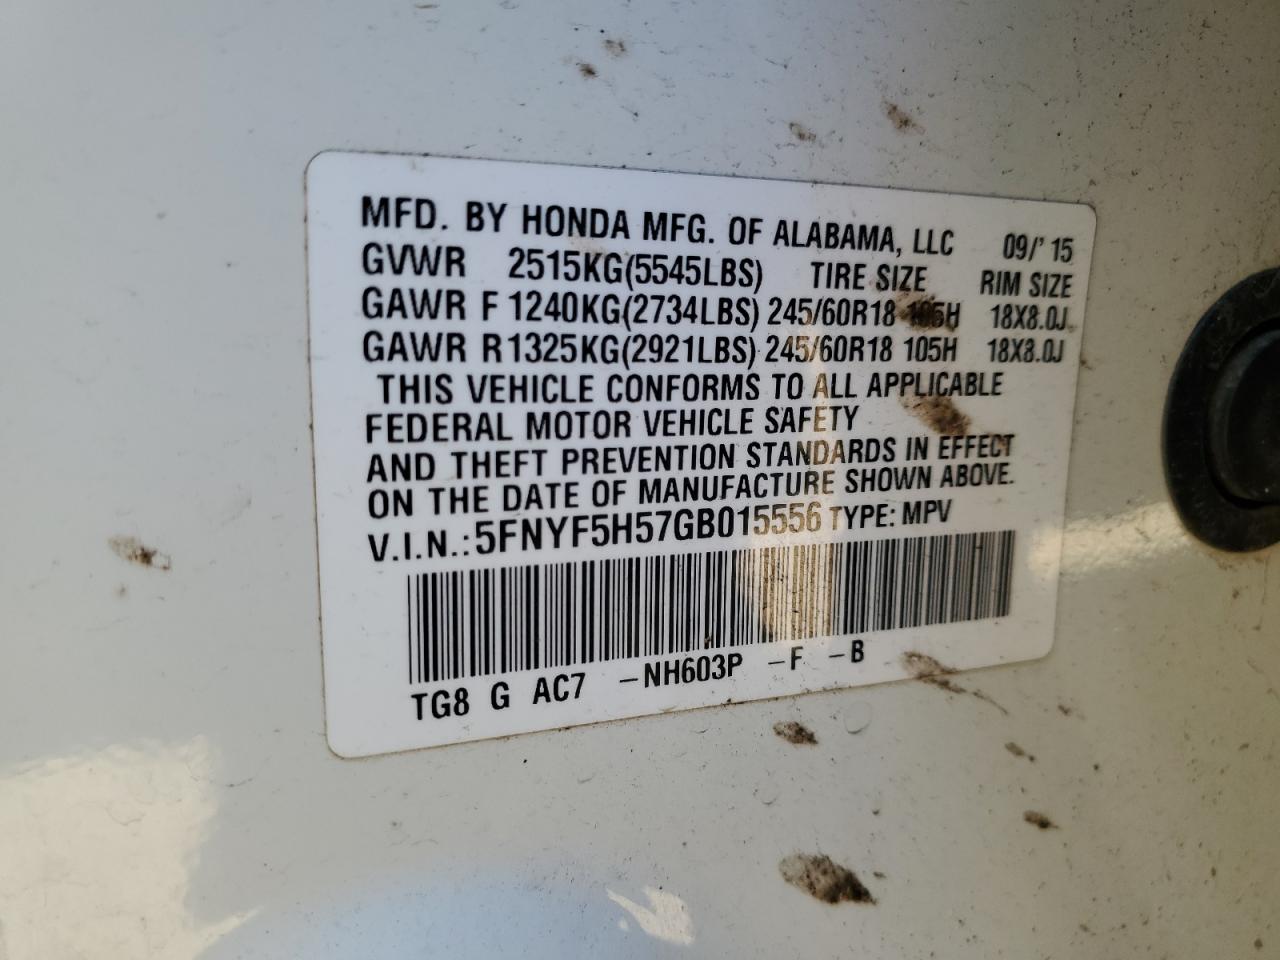 MFD. BY HONDA MFG. OF ALABAMA, LLC 09/'15
GVWR 2515KG(5545LBS) TIRE SIZE RIM SIZE
GAWR F 1240KG(2734LBS) 245/60R18 105H 18X8.0J
GAWR R1325KG(2921LBS) 245/60R18 105H 18X8.0J
THIS VEHICLE CONFORMS TO ALL APPLICABLE
FEDERAL MOTOR VEHICLE SAFETY
AND THEFT PREVENTION STANDARDS IN EFFECT
ON THE DATE OF MANUFACTURE SHOWN ABOVE.
V.I.N.:5FNYF5H57GB015556 TYPE: MPV
TG8 G AC7 -NH603P -F -B